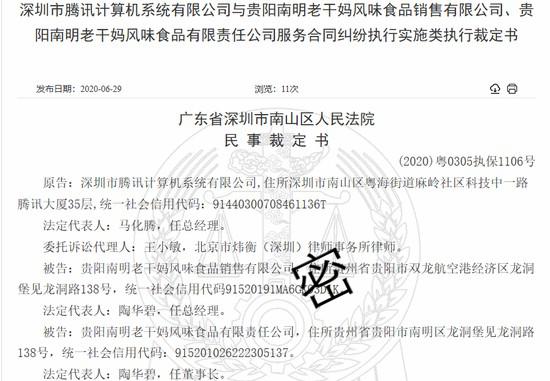 深圳市腾讯计算机系统有限公司与贵阳南明老干妈风味食品销售有限公司、贵
阳南明老干妈风味食品有限责任公司服务合同纠纷执行实施类执行裁定书
发布日期：2020-06-29 浏览：11次
广东省深圳市南山区人民法院
民 事 裁 定 书
(2020)粤0305执保1106号
原告：深圳市腾讯计算机系统有限公司,住所深圳市南山区粤海街道麻岭社区科技中一路
腾讯大厦35层,统一社会信用代码：91440300708461136T
法定代表人：马化腾，任总经理。
委托诉讼代理人：王小敏，北京市炜衡（深圳）律师事务所律师。
被告：贵阳南明老干妈风味食品销售有限公司，住所贵州省贵阳市双龙航空港经济区龙洞
堡见龙洞路138号，统一社会信用代码
密
法定代表人：陶华碧，任总经理。
被告：贵阳南明老干妈风味食品有限责任公司，住所贵州省贵阳市南明区龙洞堡见龙洞路
138号，统一社会信用代码：915201026222305137。
法定代表人：陶华碧，任董事长。